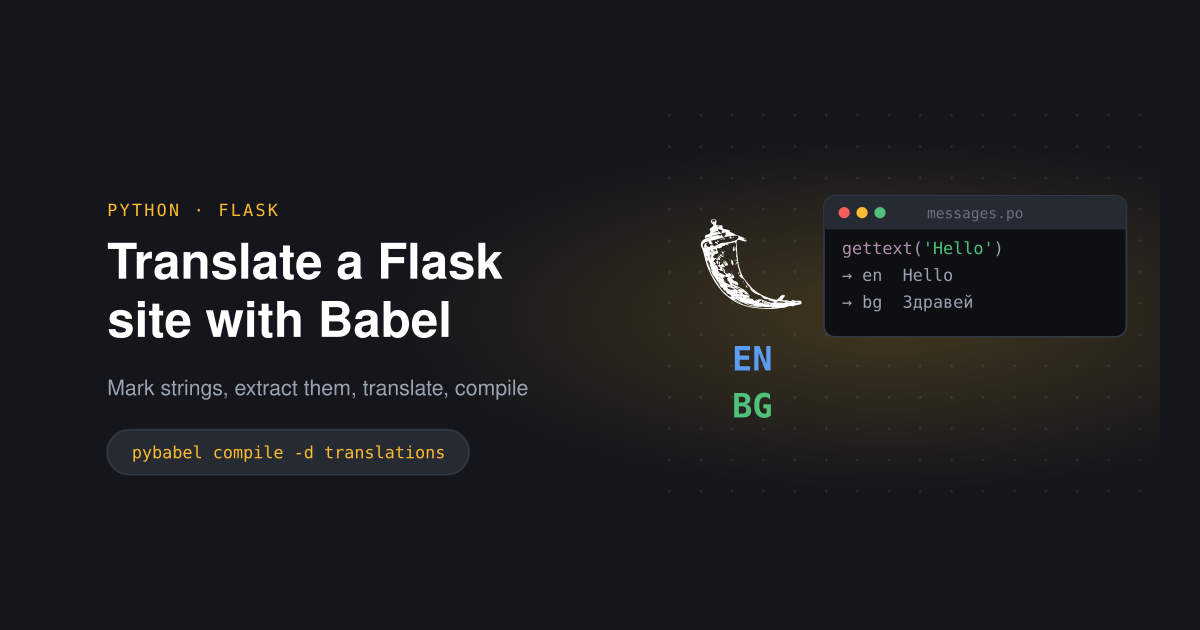 PYTHON · FLASK
Translate a Flask
site with Babel
Mark strings, extract them, translate, compile
pybabel compile -d translations
messages.po
gettext('Hello')
→ en  Hello
→ bg  Здравей
EN
BG